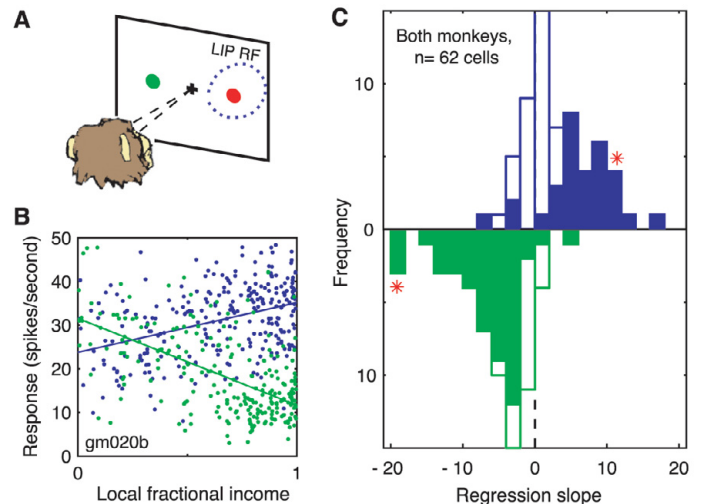 A
LIP RF
B
Response (spikes/second)
50
40
30
20
10
0
gm020b
0
1
Local fractional income
C
Both monkeys,
n= 62 cells
Frequency
10
0
10
- 20
- 10
0
10
20
Regression slope